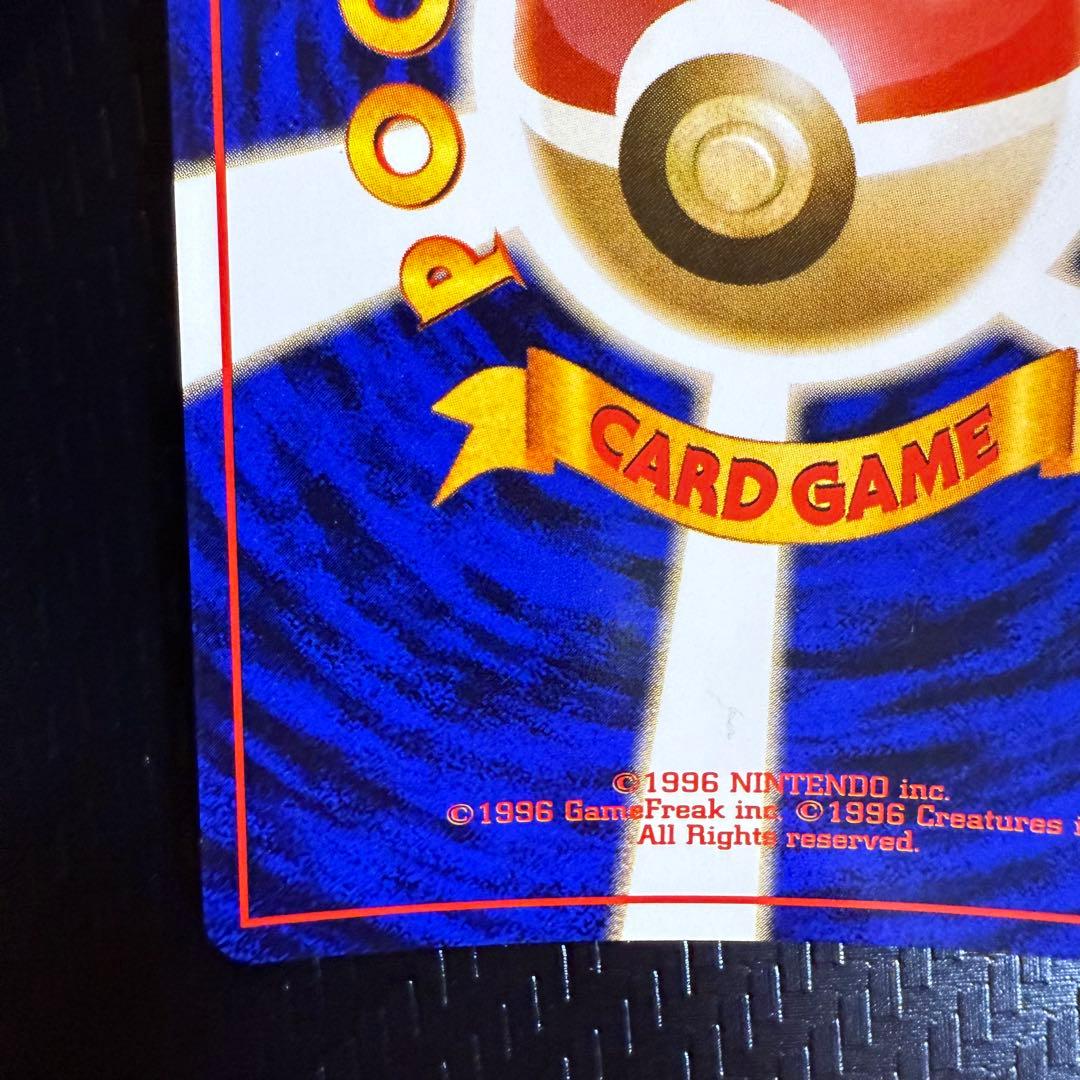 POC
CARD GAME
©1996 NINTENDO inc.
©1996 GameFreak inc. ©1996 Creatures i
All Rights reserved.